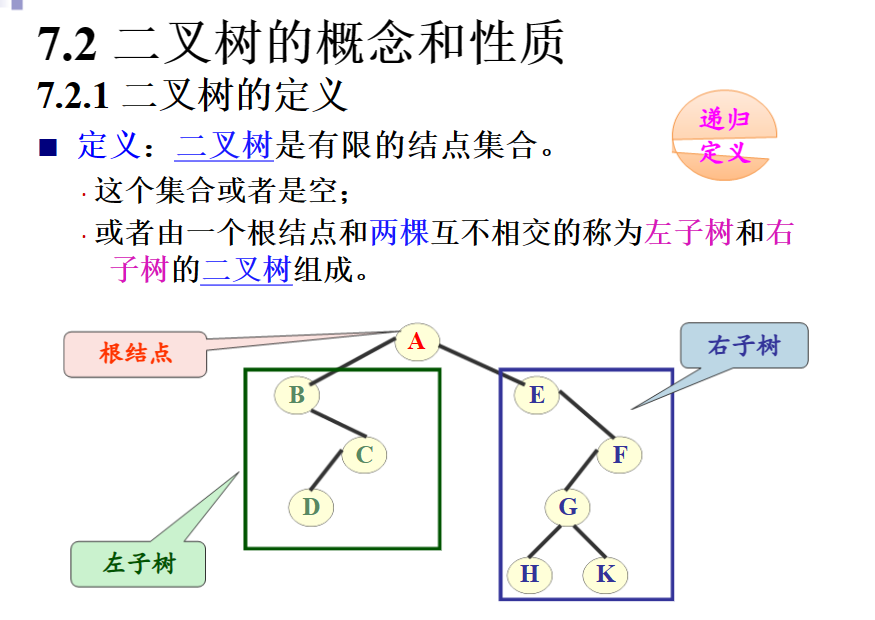 7.2 二叉树的概念和性质
7.2.1 二叉树的定义
递归
定义
■ 定义：二叉树是有限的结点集合。
· 这个集合或者是空；
· 或者由一个根结点和两棵互不相交的称为左子树和右
子树的二叉树组成。
根结点
A
右子树
B
E
C
F
D
G
左子树
H
K